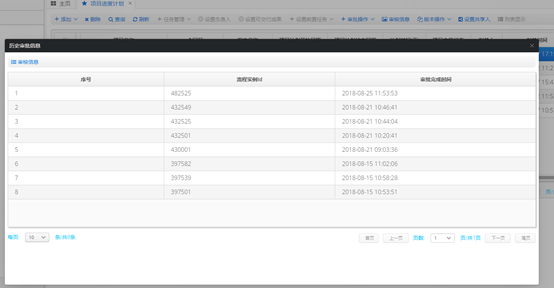 主页 项目进度计划 ×
添加 删除 查询 刷新 任务管理 设置负责人 设置可交付成果 设置前置任务 审批操作 审核信息 版本操作 设置共享人 列表显示
历史审批信息 ×
审核信息
序号 流程实例id 审批完成时间
1 482525 2018-08-25 11:53:53
2 432549 2018-08-21 10:46:41
3 432525 2018-08-21 10:44:04
4 432501 2018-08-21 10:20:41
5 430001 2018-08-21 09:03:36
6 397582 2018-08-15 11:02:06
7 397539 2018-08-15 10:58:28
8 397501 2018-08-15 10:53:51
每页: 10 条/共8条 首页 上一页 页数: 1 页/共1页 下一页 尾页